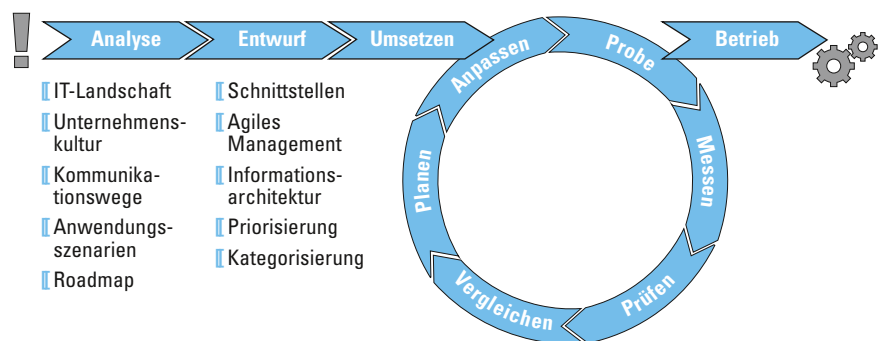 Analyse
Entwurf
Umsetzen
Betrieb
IT-Landschaft
Unternehmens-
kultur
Kommunika-
tionswege
Anwendungs-
szenarien
Roadmap
Schnittstellen
Agiles
Management
Informations-
architektur
Priorisierung
Kategorisierung
Anpassen
Probe
Messen
Prüfen
Vergleichen
Planen